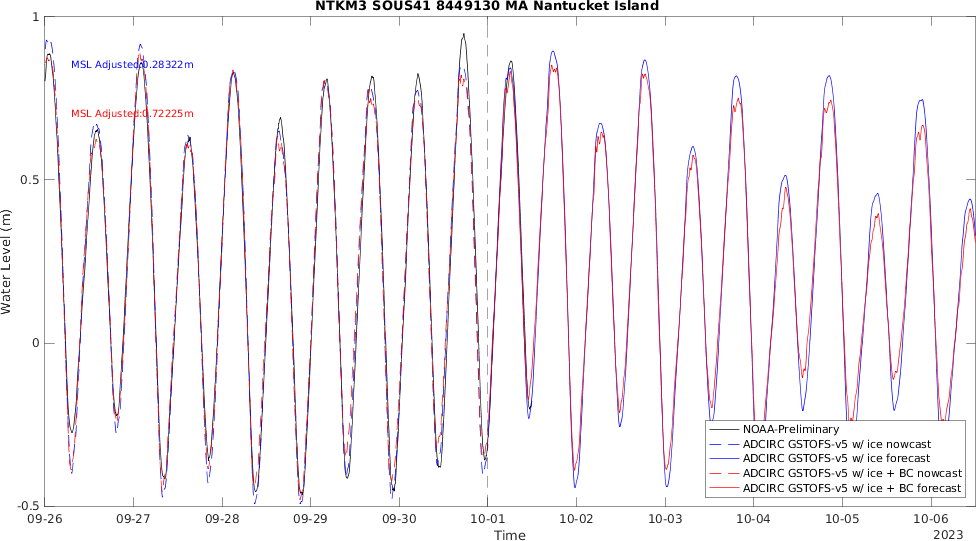 NTKM3 SOUS41 8449130 MA Nantucket Island
1
MSL Adjusted:0.28322m
MSL Adjusted:0.72225m
0.5
Water Level (m)
0
NOAA-Preliminary
ADCIRC GSTOFS-v5 w/ ice nowcast
ADCIRC GSTOFS-v5 w/ ice forecast
ADCIRC GSTOFS-v5 w/ ice + BC nowcast
ADCIRC GSTOFS-v5 w/ ice + BC forecast
-0.5
09-26 09-27 09-28 09-29 09-30 10-01 10-02 10-03 10-04 10-05 10-06
Time
2023